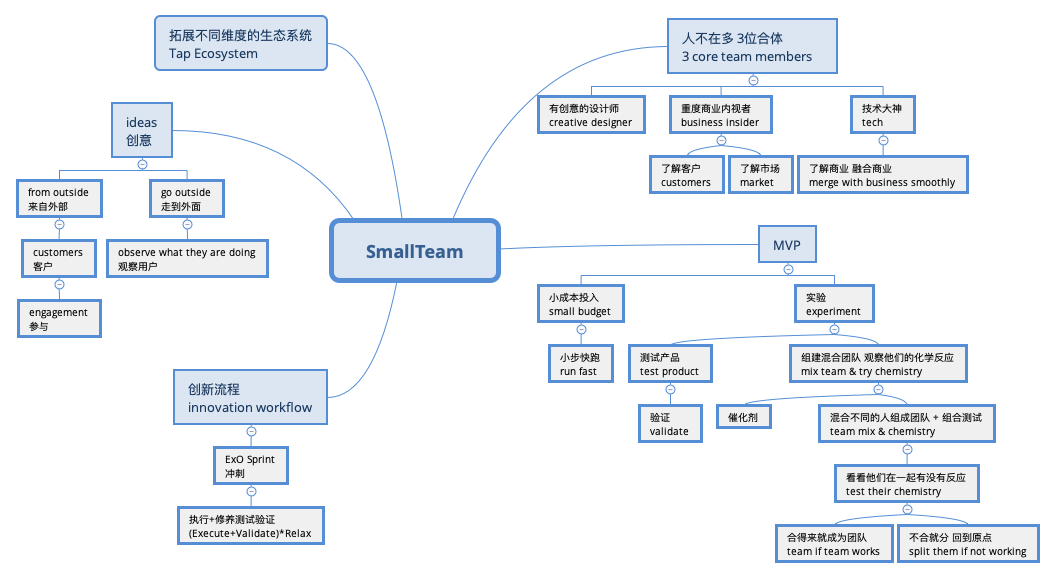 拓展不同维度的生态系统
Tap Ecosystem
人不在多 3位合体
3 core team members
有创意的设计师
creative designer
重度商业内视者
business insider
技术大神
tech
了解客户
customers
了解市场
market
了解商业 融合商业
merge with business smoothly
ideas
创意
from outside
来自外部
go outside
走到外面
customers
客户
observe what they are doing
观察用户
engagement
参与
SmallTeam
MVP
小成本投入
small budget
实验
experiment
小步快跑
run fast
测试产品
test product
组建混合团队 观察他们的化学反应
mix team & try chemistry
验证
validate
催化剂
混合不同的人组成团队 + 组合测试
team mix & chemistry
看看他们在一起有没有反应
test their chemistry
合得来就成为团队
team if team works
不合就分 回到原点
split them if not working
创新流程
innovation workflow
ExO Sprint
冲刺
执行+修养测试验证
(Execute+Validate)*Relax